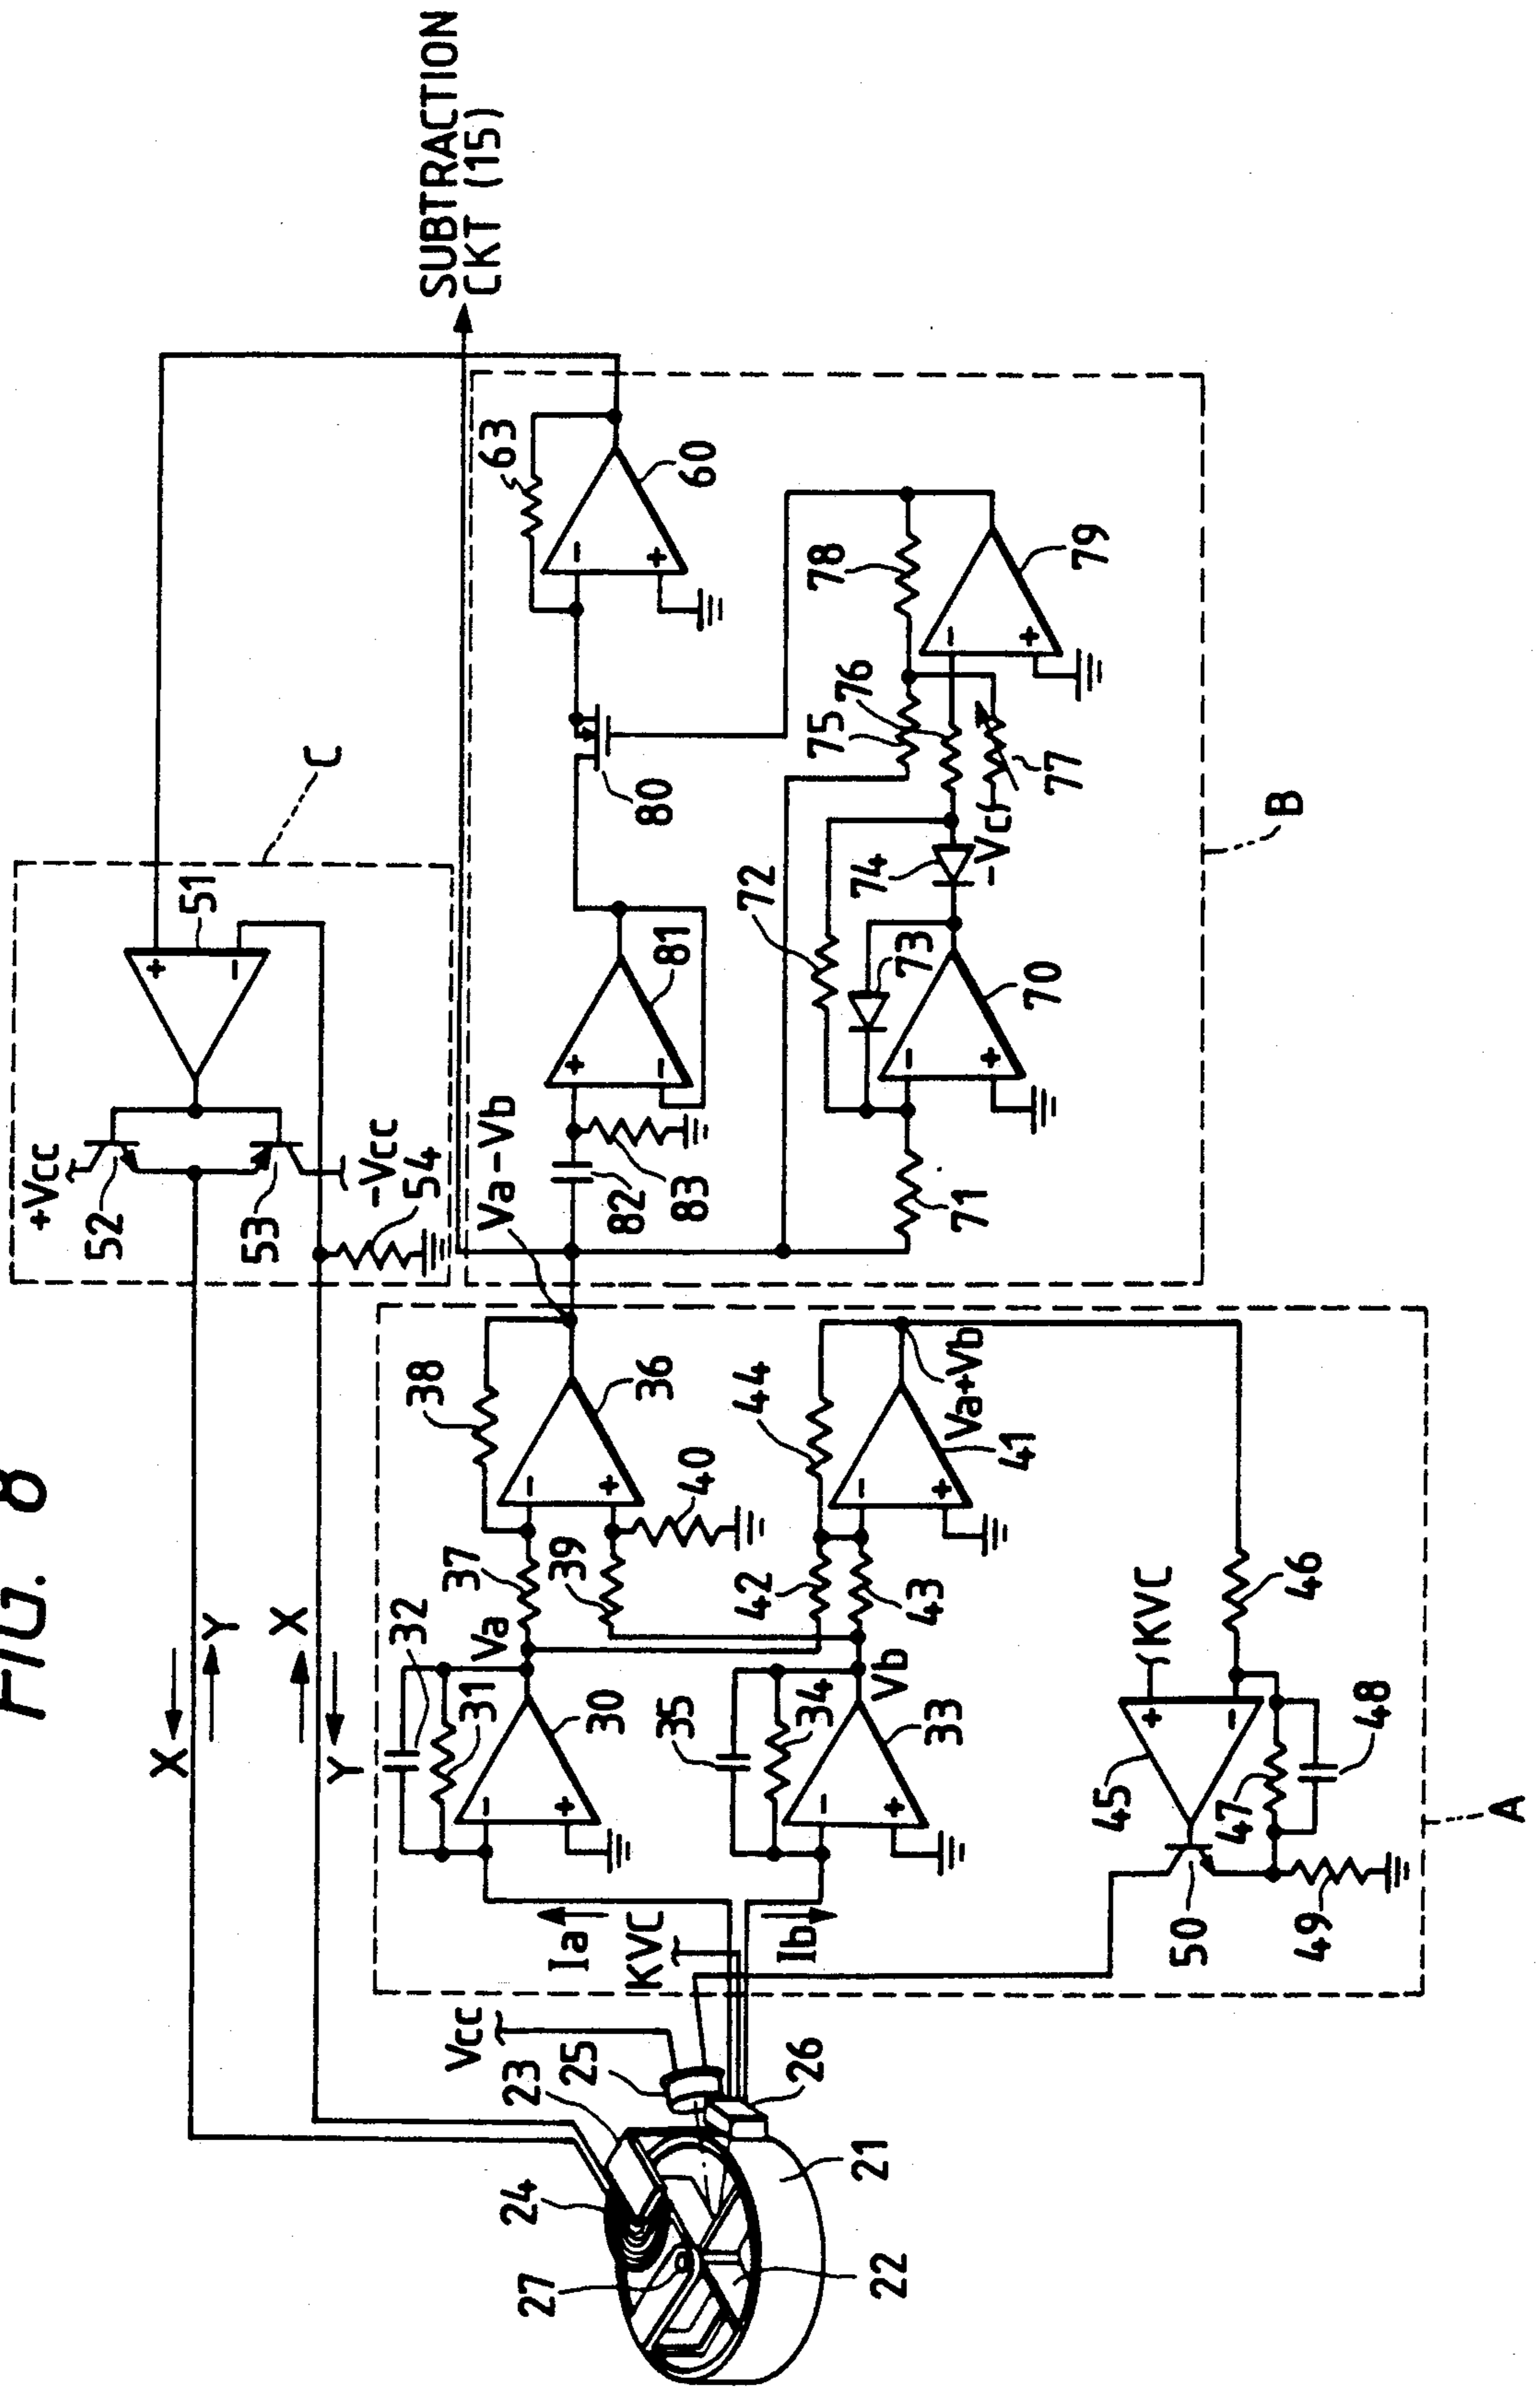 FIG. 8
SUBTRACTION
CKT (15)
+Vcc
52
53
-Vcc
54
51
C
X
Y
X
Y
Va-Vb
82
83
81
80
63
60
72
73
74
-Vc
75
76
77
78
79
71
70
B
32
31
30
Va
37
38
39
40
36
35
34
33
Vb
42
43
44
41
Va+Vb
Ia
KVC
Ib
KVC
45
46
47
48
49
50
A
Vcc
23
25
24
26
27
21
22